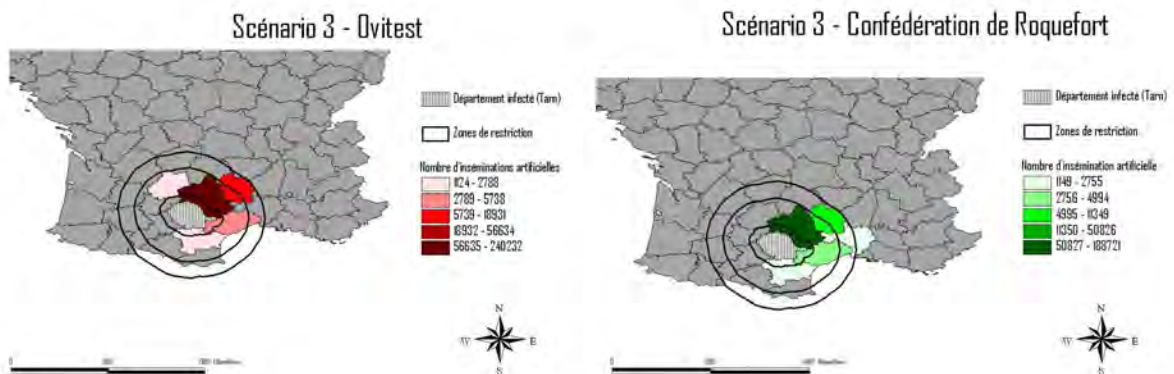 Scénario 3 - Ovitest
Département infecté (Tarn)
Zones de restriction
Nombre d'inséminations artificielles
1124 - 2788
2789 - 5738
5739 - 18931
18932 - 56634
56635 - 240232
N
W
E
S
0
Scénario 3 - Confédération de Roquefort
Département infecté (Tarn)
Zones de restriction
Nombre d'insémination artificielle
1149 - 2755
2756 - 4994
4995 - 11349
11350 - 50826
50827 - 188721
N
W
E
S
0